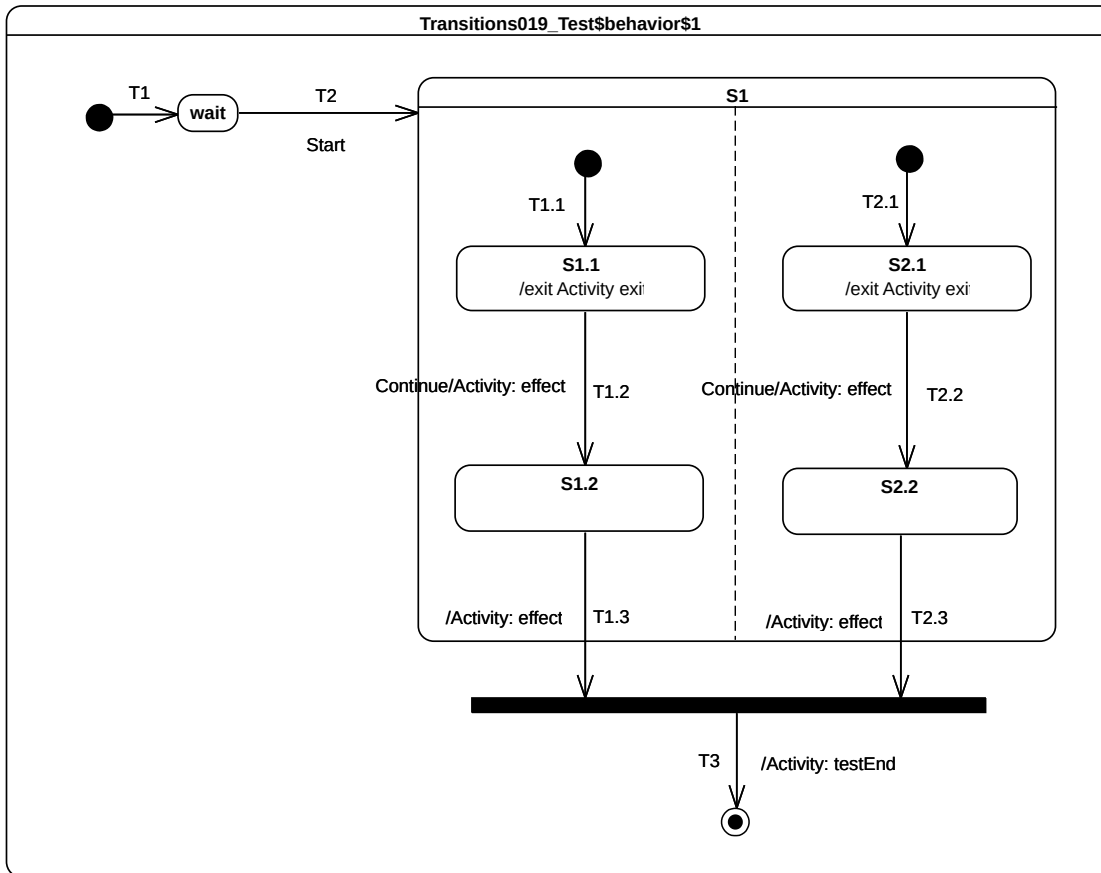 Transitions019_Test$behavior$1
T1
wait
T2
Start
S1
T1.1
T2.1
S1.1
/exit Activity exi
S2.1
/exit Activity exi
Continue/Activity: effect
T1.2
Continue/Activity: effect
T2.2
S1.2
S2.2
/Activity: effect
T1.3
/Activity: effect
T2.3
T3
/Activity: testEnd